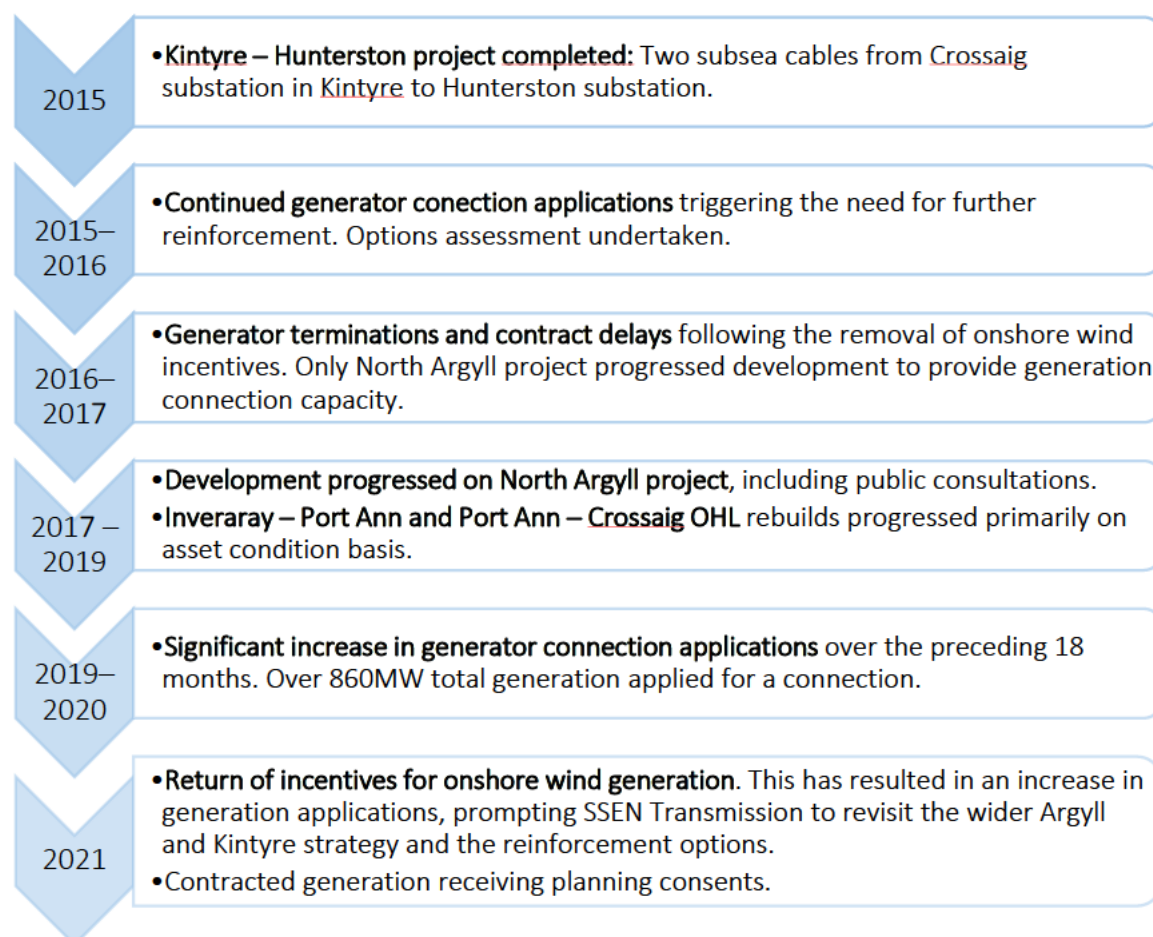 2015
•Kintyre – Hunterston project completed: Two subsea cables from Crossaig
substation in Kintyre to Hunterston substation.
2015–
2016
•Continued generator conection applications triggering the need for further
reinforcement. Options assessment undertaken.
2016–
2017
•Generator terminations and contract delays following the removal of onshore wind
incentives. Only North Argyll project progressed development to provide generation
connection capacity.
2017 –
2019
•Development progressed on North Argyll project, including public consultations.
•Inveraray – Port Ann and Port Ann – Crossaig OHL rebuilds progressed primarily on
asset condition basis.
2019–
2020
•Significant increase in generator connection applications over the preceding 18
months. Over 860MW total generation applied for a connection.
2021
•Return of incentives for onshore wind generation. This has resulted in an increase in
generation applications, prompting SSEN Transmission to revisit the wider Argyll
and Kintyre strategy and the reinforcement options.
•Contracted generation receiving planning consents.